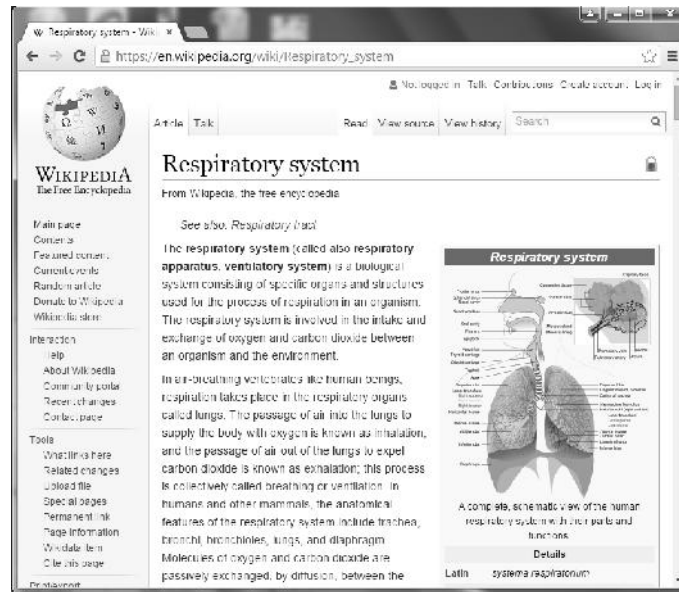 Respiratory system - Wiki
https://en.wikipedia.org/wiki/Respiratory_system
Not logged in Talk Contributions Create account Log in
Article Talk
Read View source View history Search
WIKIPEDIA
The Free Encyclopedia
Main page
Contents
Featured content
Current events
Random article
Donate to Wikipedia
Wikipedia store
Interaction
Help
About Wikipedia
Community portal
Recent changes
Contact page
Tools
What links here
Related changes
Upload file
Special pages
Permanent link
Page information
Wikidata item
Cite this page
Print/export
Respiratory system
From Wikipedia, the free encyclopedia
See also: Respiratory tract
The respiratory system (called also respiratory
apparatus, ventilatory system) is a biological
system consisting of specific organs and structures
used for the process of respiration in an organism.
The respiratory system is involved in the intake and
exchange of oxygen and carbon dioxide between
an organism and the environment.
In air-breathing vertebrates like human beings,
respiration takes place in the respiratory organs
called lungs. The passage of air into the lungs to
supply the body with oxygen is known as inhalation,
and the passage of air out of the lungs to expel
carbon dioxide is known as exhalation; this process
is collectively called breathing or ventilation. In
humans and other mammals, the anatomical
features of the respiratory system include trachea,
bronchi, bronchioles, lungs, and diaphragm.
Molecules of oxygen and carbon dioxide are
passively exchanged, by diffusion, between the
Respiratory system
A complete, schematic view of the human
respiratory system with their parts and
functions
Details
Latin systema respiratorium